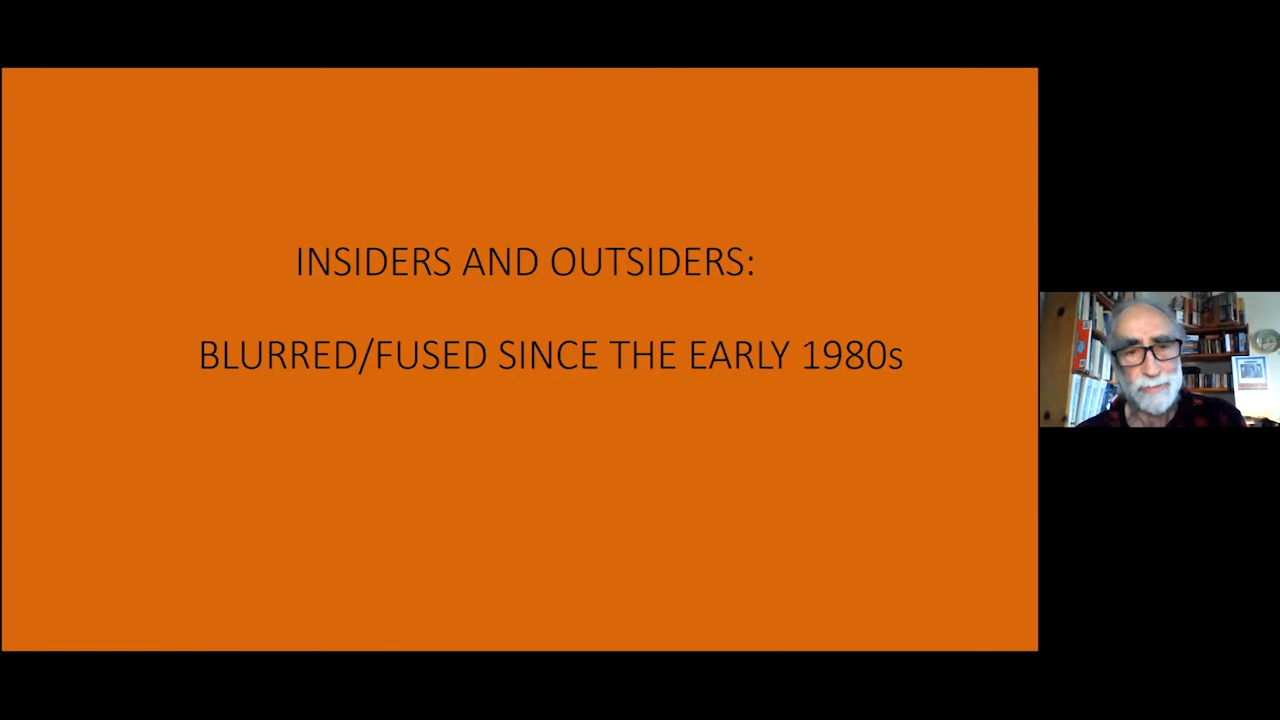 INSIDERS AND OUTSIDERS:
BLURRED/FUSED SINCE THE EARLY 1980s